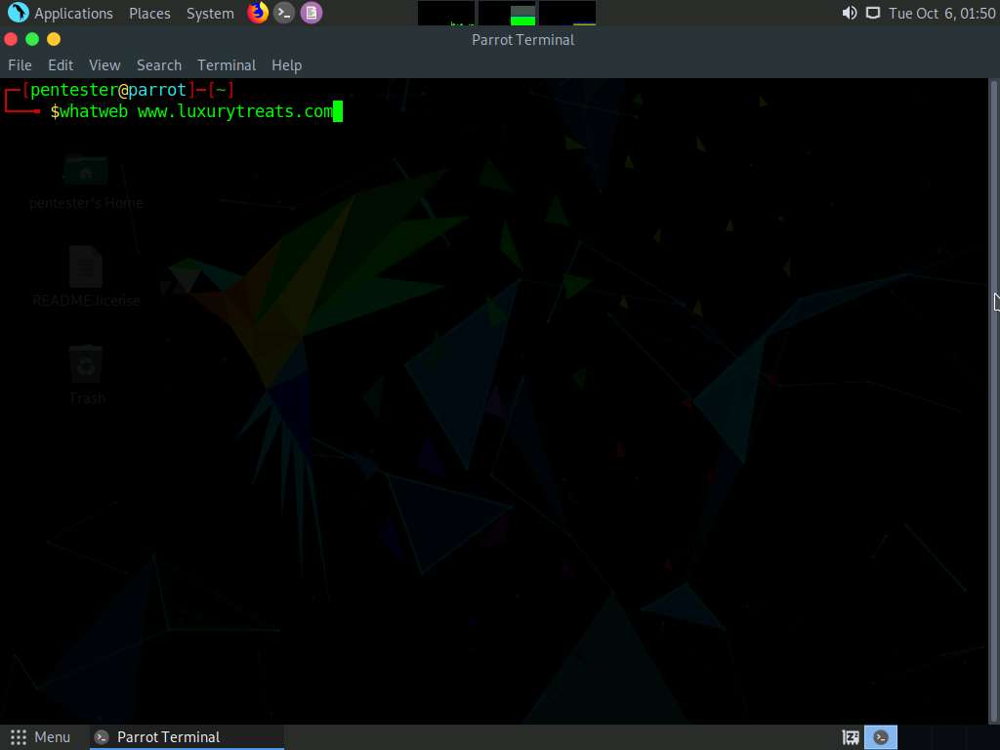 Applications Places System Tue Oct 6, 01:50
Parrot Terminal
File Edit View Search Terminal Help
┌─[pentester@parrot]─[~]
└──╼ $whatweb www.luxurytreats.com
pentester's Home
README.license
Trash
Menu Parrot Terminal